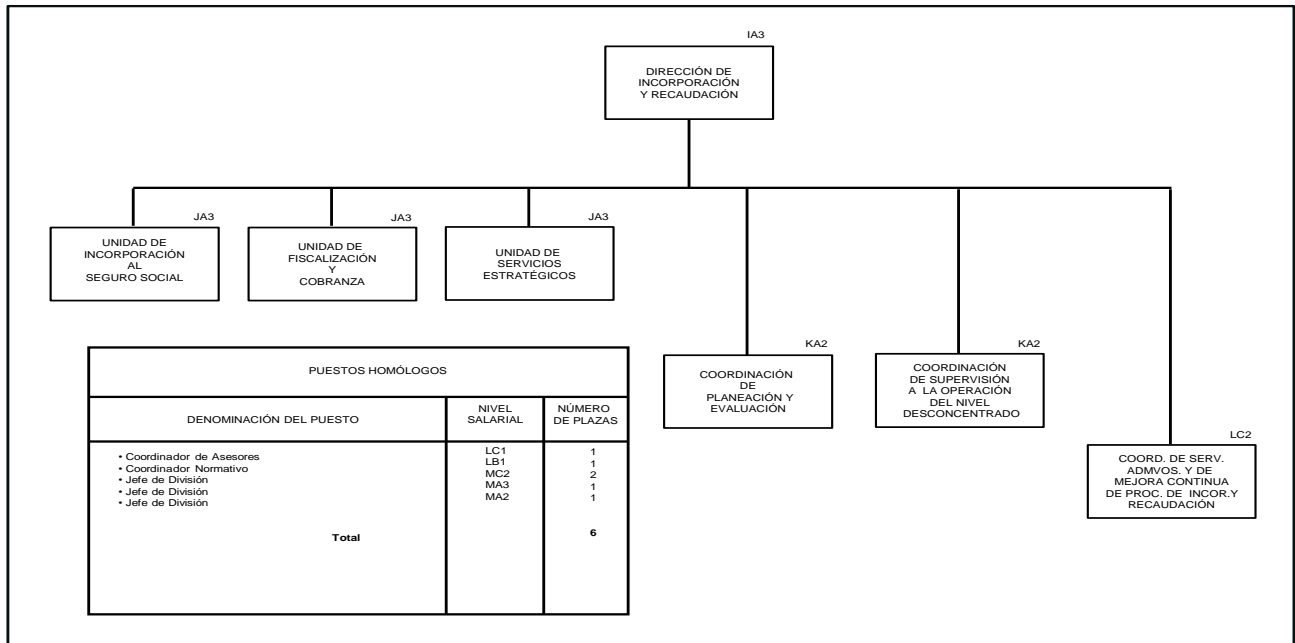 IA3
DIRECCIÓN DE
INCORPORACIÓN
Y RECAUDACIÓN
JA3
UNIDAD DE
INCORPORACIÓN
AL
SEGURO SOCIAL
JA3
UNIDAD DE
FISCALIZACIÓN
Y
COBRANZA
JA3
UNIDAD DE
SERVICIOS
ESTRATÉGICOS
KA2
COORDINACIÓN
DE
PLANEACIÓN Y
EVALUACIÓN
KA2
COORDINACIÓN
DE SUPERVISIÓN
A LA OPERACIÓN
DEL NIVEL
DESCONCENTRADO
LC2
COORD. DE SERV.
ADMVOS. Y DE
MEJORA CONTINUA
DE PROC. DE INCOR.Y
RECAUDACIÓN
PUESTOS HOMÓLOGOS
DENOMINACIÓN DEL PUESTO
NIVEL
SALARIAL
NÚMERO
DE PLAZAS
• Coordinador de Asesores LC1 1
• Coordinador Normativo LB1 1
• Jefe de División MC2 2
• Jefe de División MA3 1
• Jefe de División MA2 1
Total 6